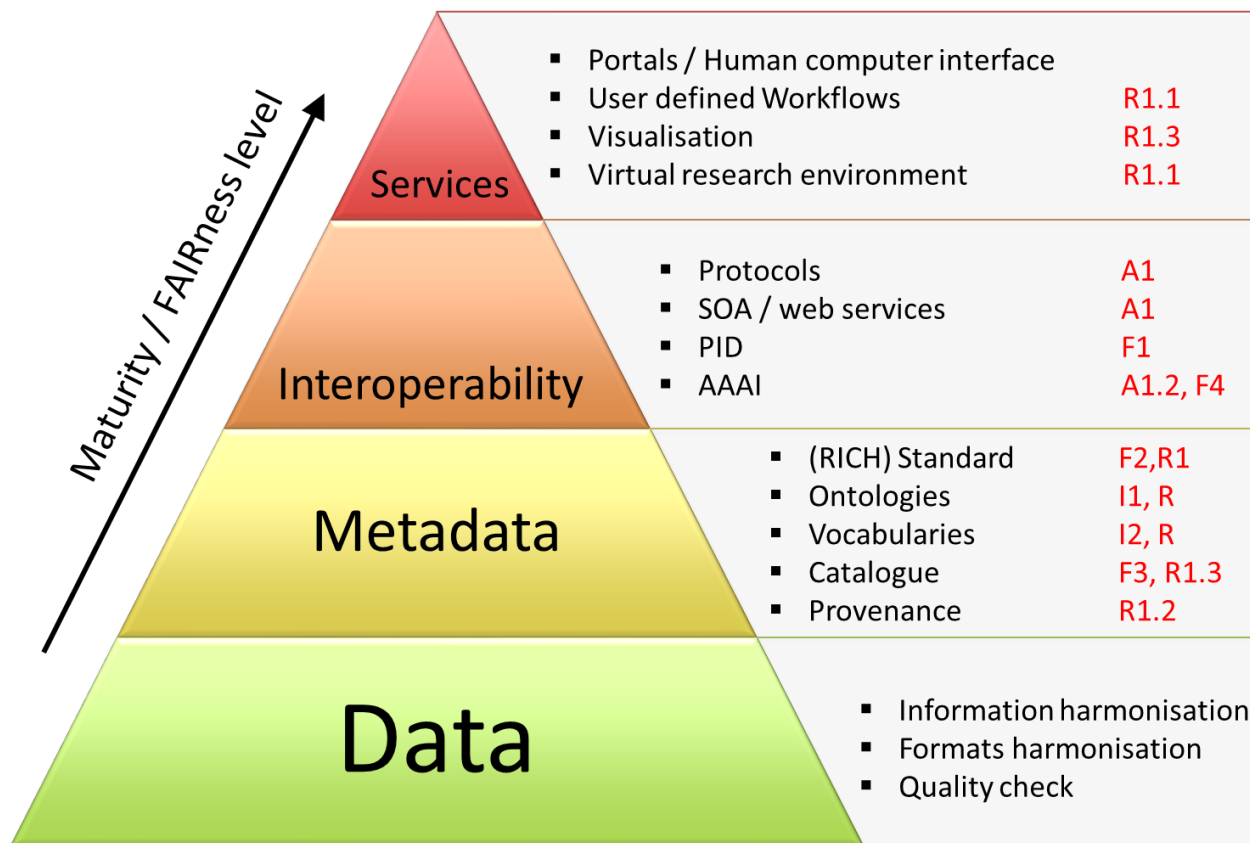 Maturity / FAIRness level
Services
▪ Portals / Human computer interface
▪ User defined Workflows R1.1
▪ Visualisation R1.3
▪ Virtual research environment R1.1
Interoperability
▪ Protocols A1
▪ SOA / web services A1
▪ PID F1
▪ AAAI A1.2, F4
Metadata
▪ (RICH) Standard F2,R1
▪ Ontologies I1, R
▪ Vocabularies I2, R
▪ Catalogue F3, R1.3
▪ Provenance R1.2
Data
▪ Information harmonisation
▪ Formats harmonisation
▪ Quality check